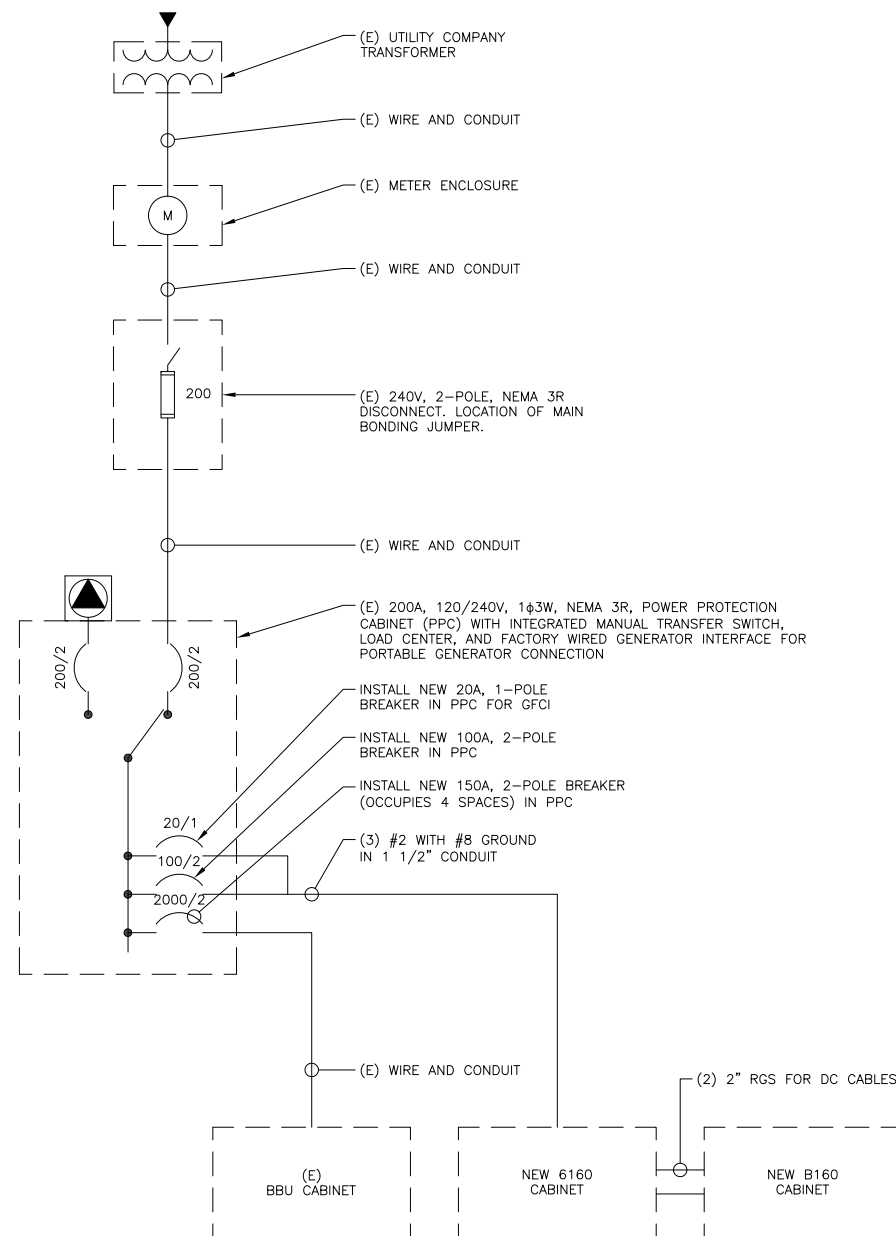 (E) UTILITY COMPANY
TRANSFORMER
(E) WIRE AND CONDUIT
(E) METER ENCLOSURE
M
(E) WIRE AND CONDUIT
200
(E) 240V, 2-POLE, NEMA 3R
DISCONNECT. LOCATION OF MAIN
BONDING JUMPER.
(E) WIRE AND CONDUIT
(E) 200A, 120/240V, 1ϕ3W, NEMA 3R, POWER PROTECTION
CABINET (PPC) WITH INTEGRATED MANUAL TRANSFER SWITCH,
LOAD CENTER, AND FACTORY WIRED GENERATOR INTERFACE FOR
PORTABLE GENERATOR CONNECTION
200/2
200/2
INSTALL NEW 20A, 1-POLE
BREAKER IN PPC FOR GFCI
INSTALL NEW 100A, 2-POLE
BREAKER IN PPC
INSTALL NEW 150A, 2-POLE BREAKER
(OCCUPIES 4 SPACES) IN PPC
20/1
(3) #2 WITH #8 GROUND
IN 1 1/2" CONDUIT
100/2
2000/2
(E) WIRE AND CONDUIT
(2) 2" RGS FOR DC CABLES
(E)
BBU CABINET
NEW 6160
CABINET
NEW B160
CABINET